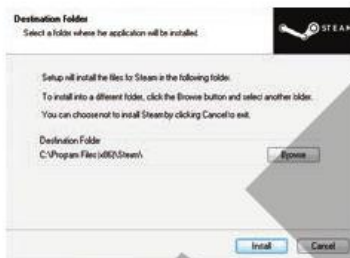 Destination Folder
Select a folder where the application will be installed.
STEAM
Setup will install the files for Steam in the following folder.
To install into a different folder, click the Browse button and select another folder.
You can choose not to install Steam by clicking Cancel to exit.
Destination Folder
C:\Program Files (x86)\Steam\
Browse
Install
Cancel